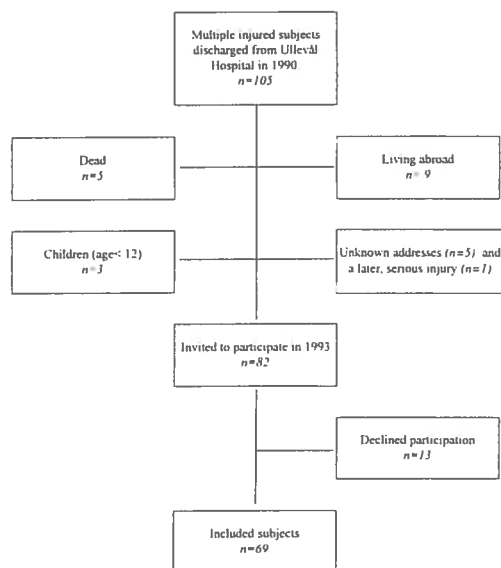 Multiple injured subjects
discharged from Ullevål
Hospital in 1990
n=105
Dead
n=5
Living abroad
n= 9
Children (age< 12)
n=3
Unknown addresses (n=5) and
a later, serious injury (n=1)
Invited to participate in 1993
n=82
Declined participation
n=13
Included subjects
n=69